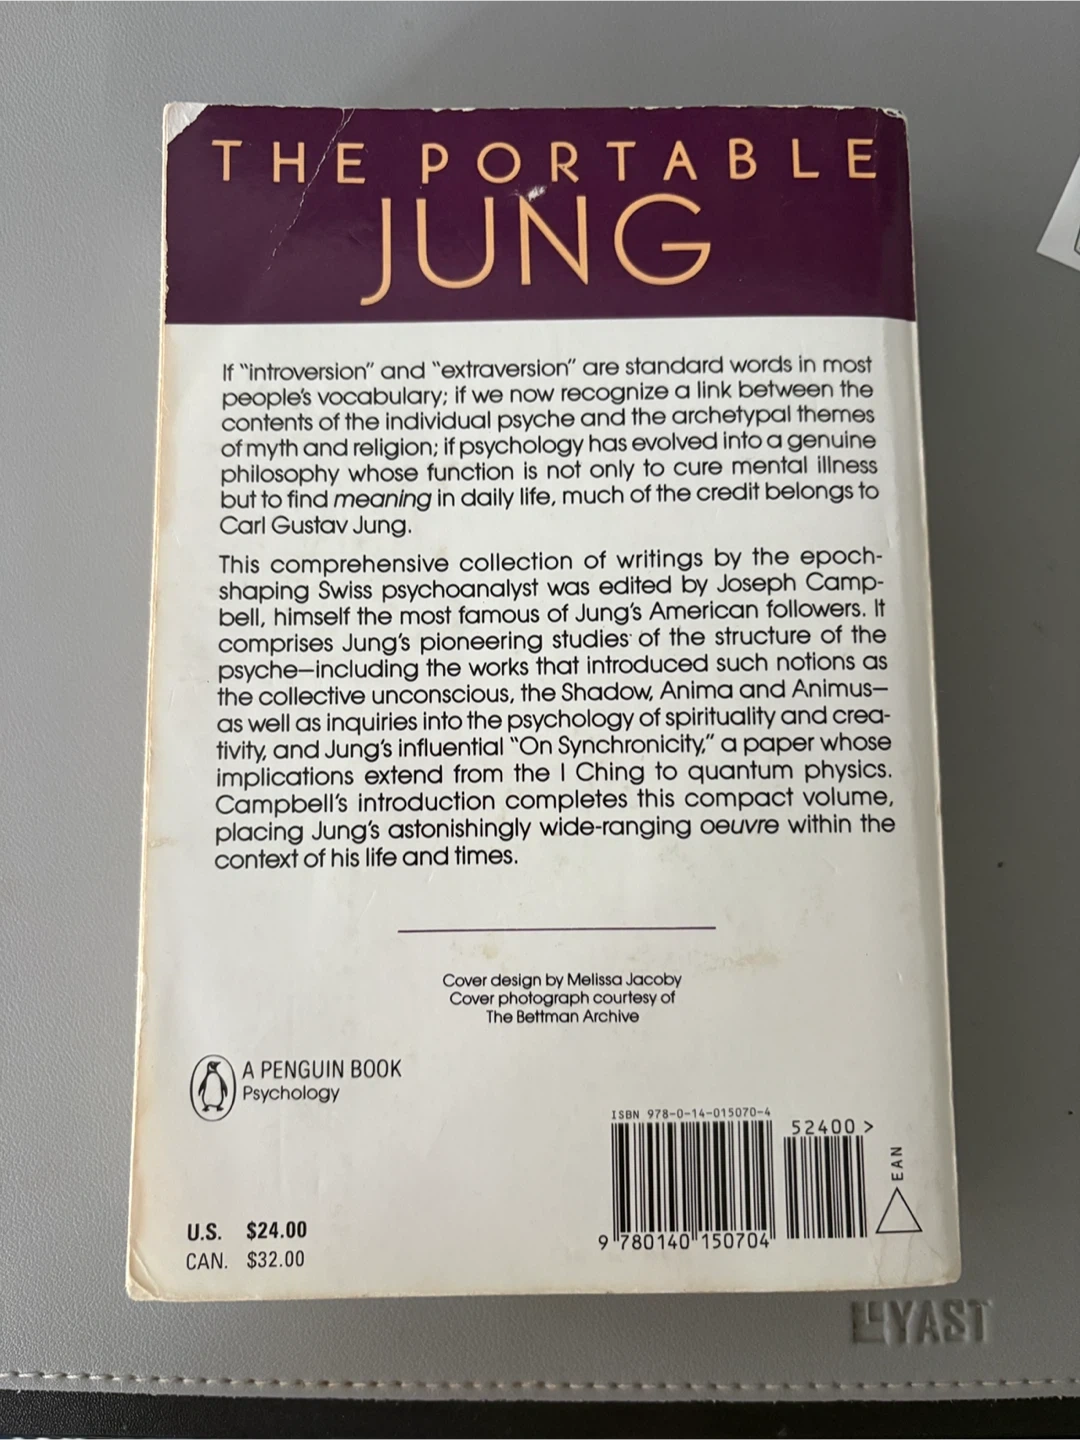 THE PORTABLE
JUNG
If "introversion" and "extraversion" are standard words in most
people's vocabulary; if we now recognize a link between the
contents of the individual psyche and the archetypal themes
of myth and religion; if psychology has evolved into a genuine
philosophy whose function is not only to cure mental illness
but to find meaning in daily life, much of the credit belongs to
Carl Gustav Jung.
This comprehensive collection of writings by the epoch-
shaping Swiss psychoanalyst was edited by Joseph Camp-
bell, himself the most famous of Jung's American followers. It
comprises Jung's pioneering studies of the structure of the
psyche—including the works that introduced such notions as
the collective unconscious, the Shadow, Anima and Animus—
as well as inquiries into the psychology of spirituality and crea-
tivity, and Jung's influential "On Synchronicity," a paper whose
implications extend from the I Ching to quantum physics.
Campbell's introduction completes this compact volume,
placing Jung's astonishingly wide-ranging oeuvre within the
context of his life and times.
Cover design by Melissa Jacoby
Cover photograph courtesy of
The Bettman Archive
A PENGUIN BOOK
Psychology
ISBN 978-0-14-015070-4
52400 >
EAN
9 780140 150704
U.S. $24.00
CAN. $32.00
YAST